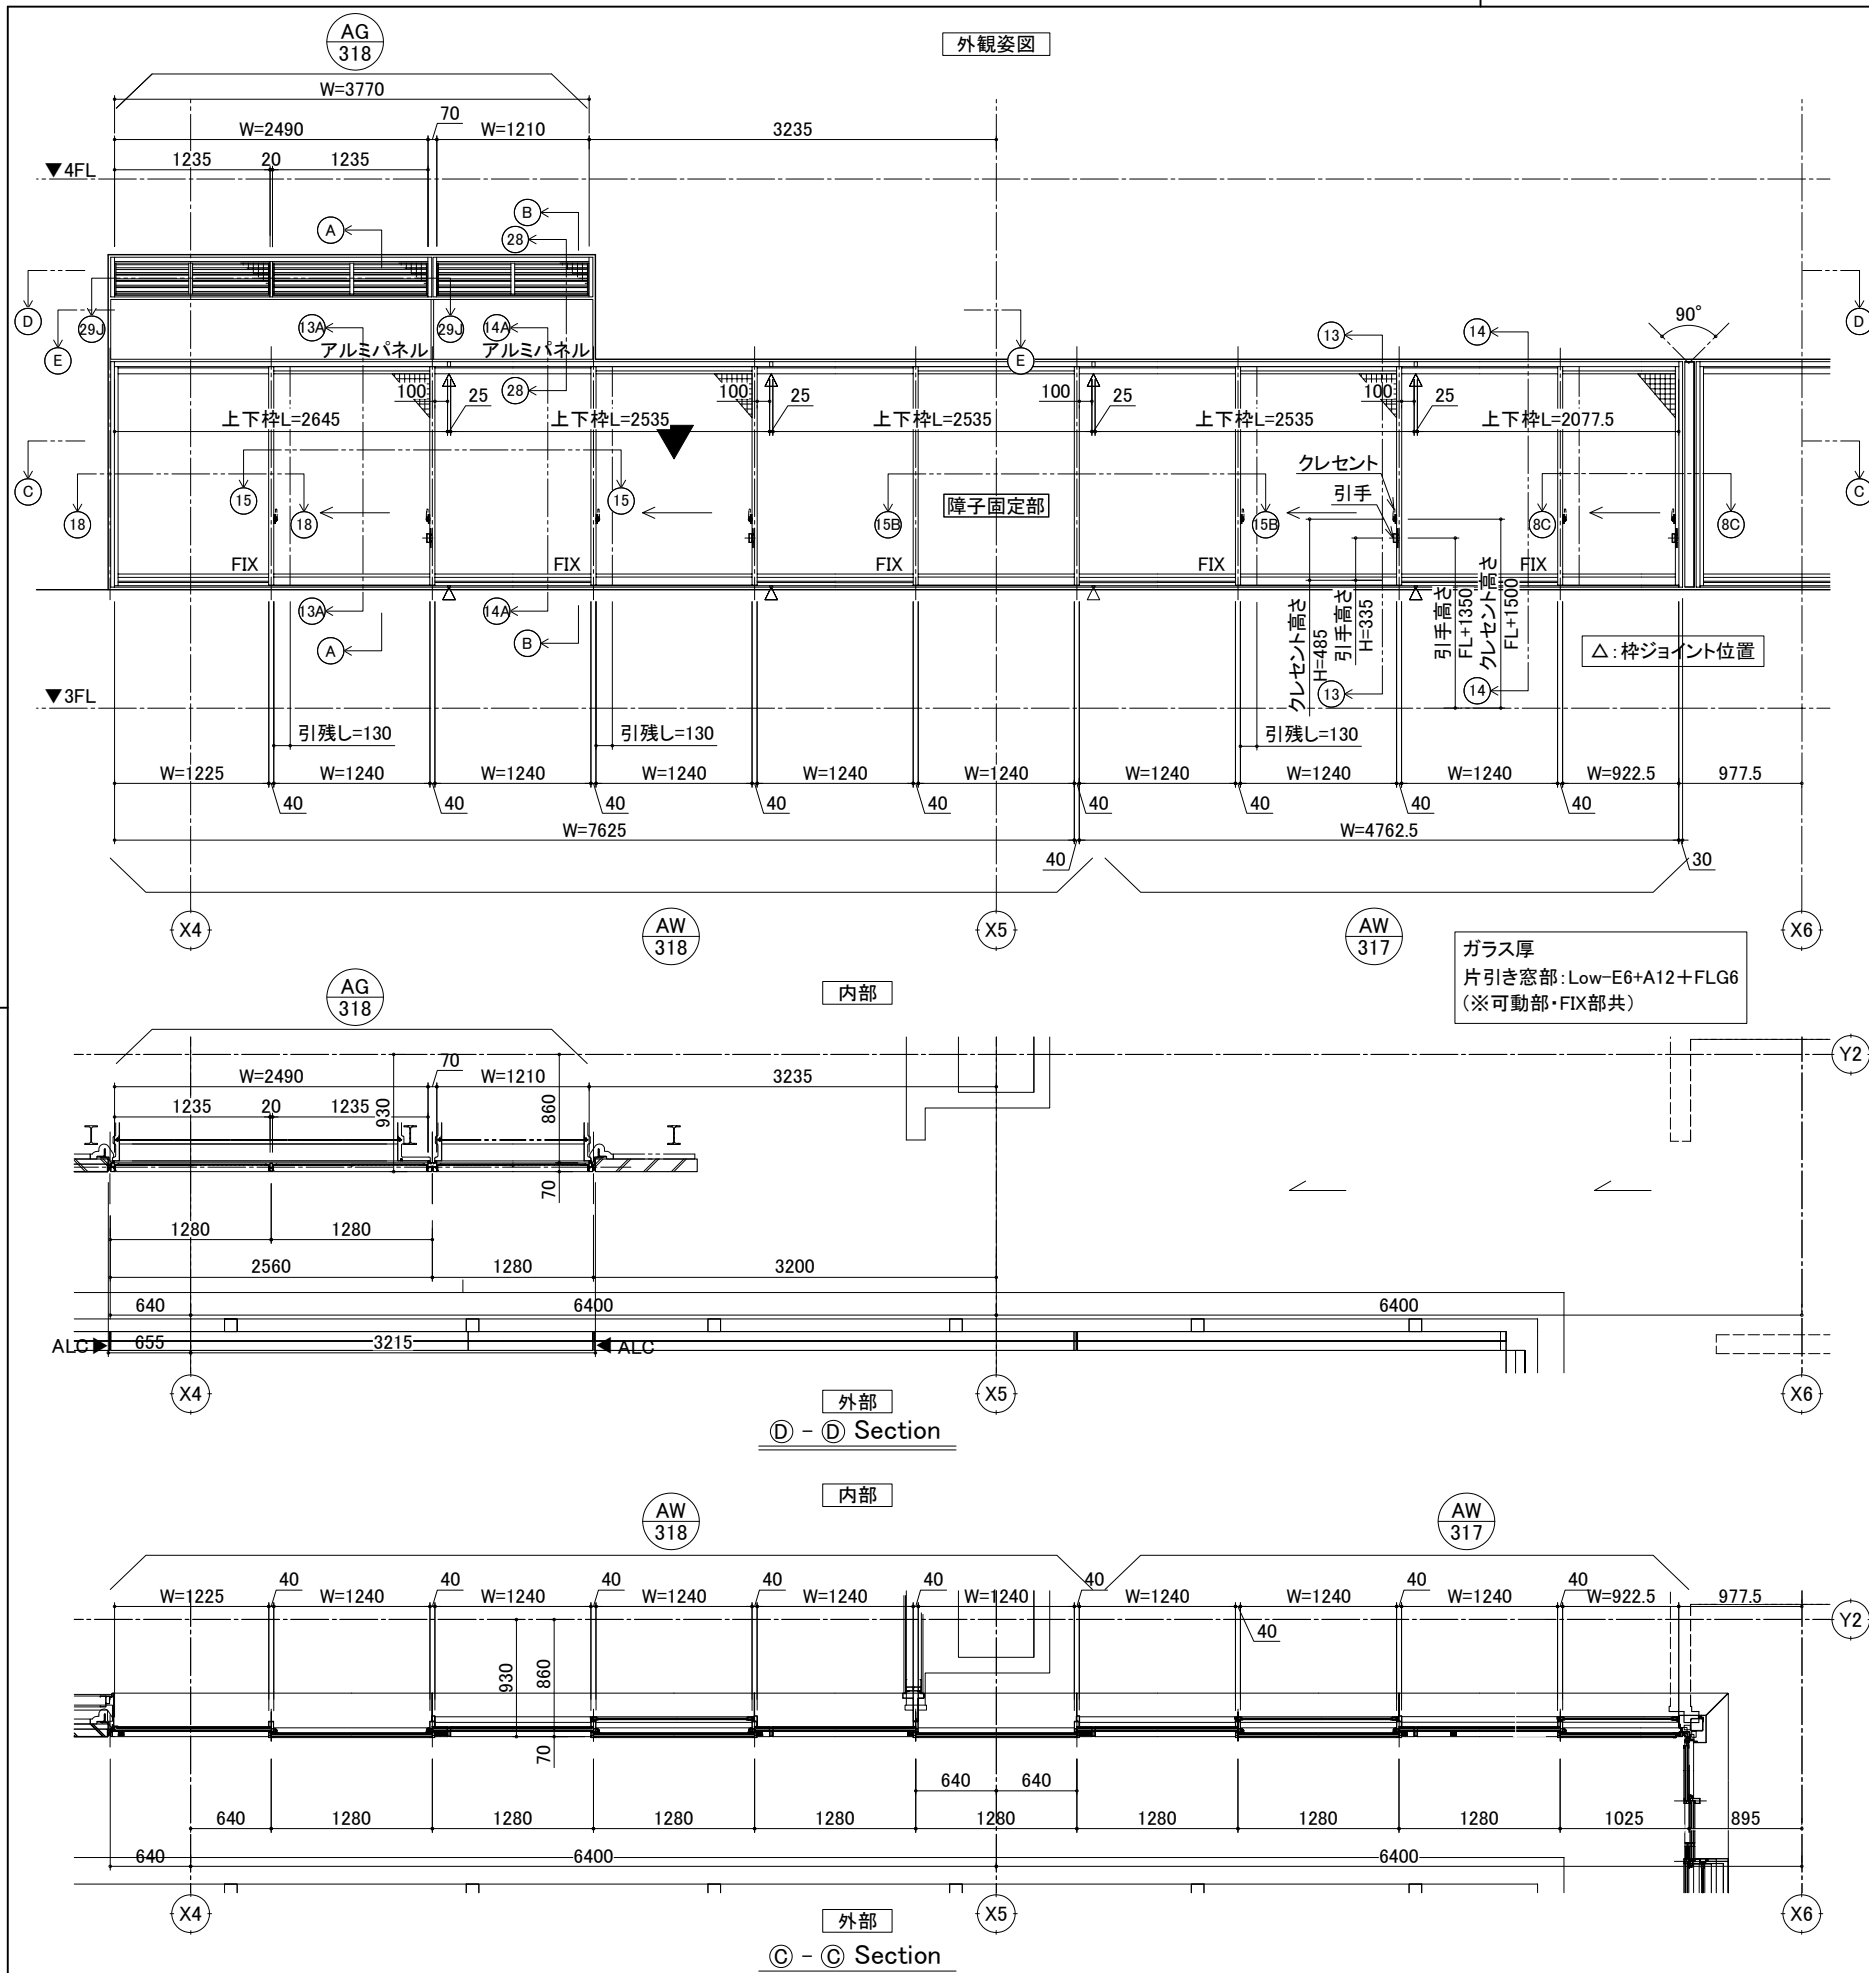 外観姿図
AG
318
W=3770
70
W=2490
W=1210
3235
1235
20
1235
▼4FL
A
B
28
D
D
29J
29J
E
E
13A
14A
13
14
90°
アルミパネル
アルミパネル
28
100
25
100
25
100
25
100
25
上下枠L=2645
上下枠L=2535
上下枠L=2535
上下枠L=2535
上下枠L=2077.5
C
C
クレセント
引手
18
15
18
15
15B
障子固定部
15B
8C
8C
FIX
FIX
FIX
FIX
FIX
13A
14A
A
B
クレセント高さ
H=485
引手高さ
H=335
引手高さ
FL+1350
クレセント高さ
FL+1500
△:枠ジョイント位置
13
14
▼3FL
引残し=130
引残し=130
引残し=130
W=1225
W=1240
W=1240
W=1240
W=1240
W=1240
W=1240
W=1240
W=1240
W=922.5
977.5
40
40
40
40
40
40
40
40
40
W=7625
W=4762.5
40
30
X4
AW
318
X5
AW
317
X6
ガラス厚
片引き窓部:Low-E6+A12+FLG6
(※可動部・FIX部共)
AG
318
内部
Y2
70
W=2490
W=1210
3235
1235
20
1235
930
860
70
1280
1280
2560
1280
3200
640
6400
6400
ALC
655
3215
ALC
X4
X5
X6
外部
Ⓓ - Ⓓ Section
内部
AW
318
AW
317
40
40
40
40
40
40
40
40
W=1225
W=1240
W=1240
W=1240
W=1240
W=1240
W=1240
W=1240
W=1240
W=922.5
977.5
40
Y2
930
860
70
640
640
640
1280
1280
1280
1280
1280
1280
1280
1280
1025
895
640
6400
6400
X4
X5
X6
外部
Ⓒ - Ⓒ Section